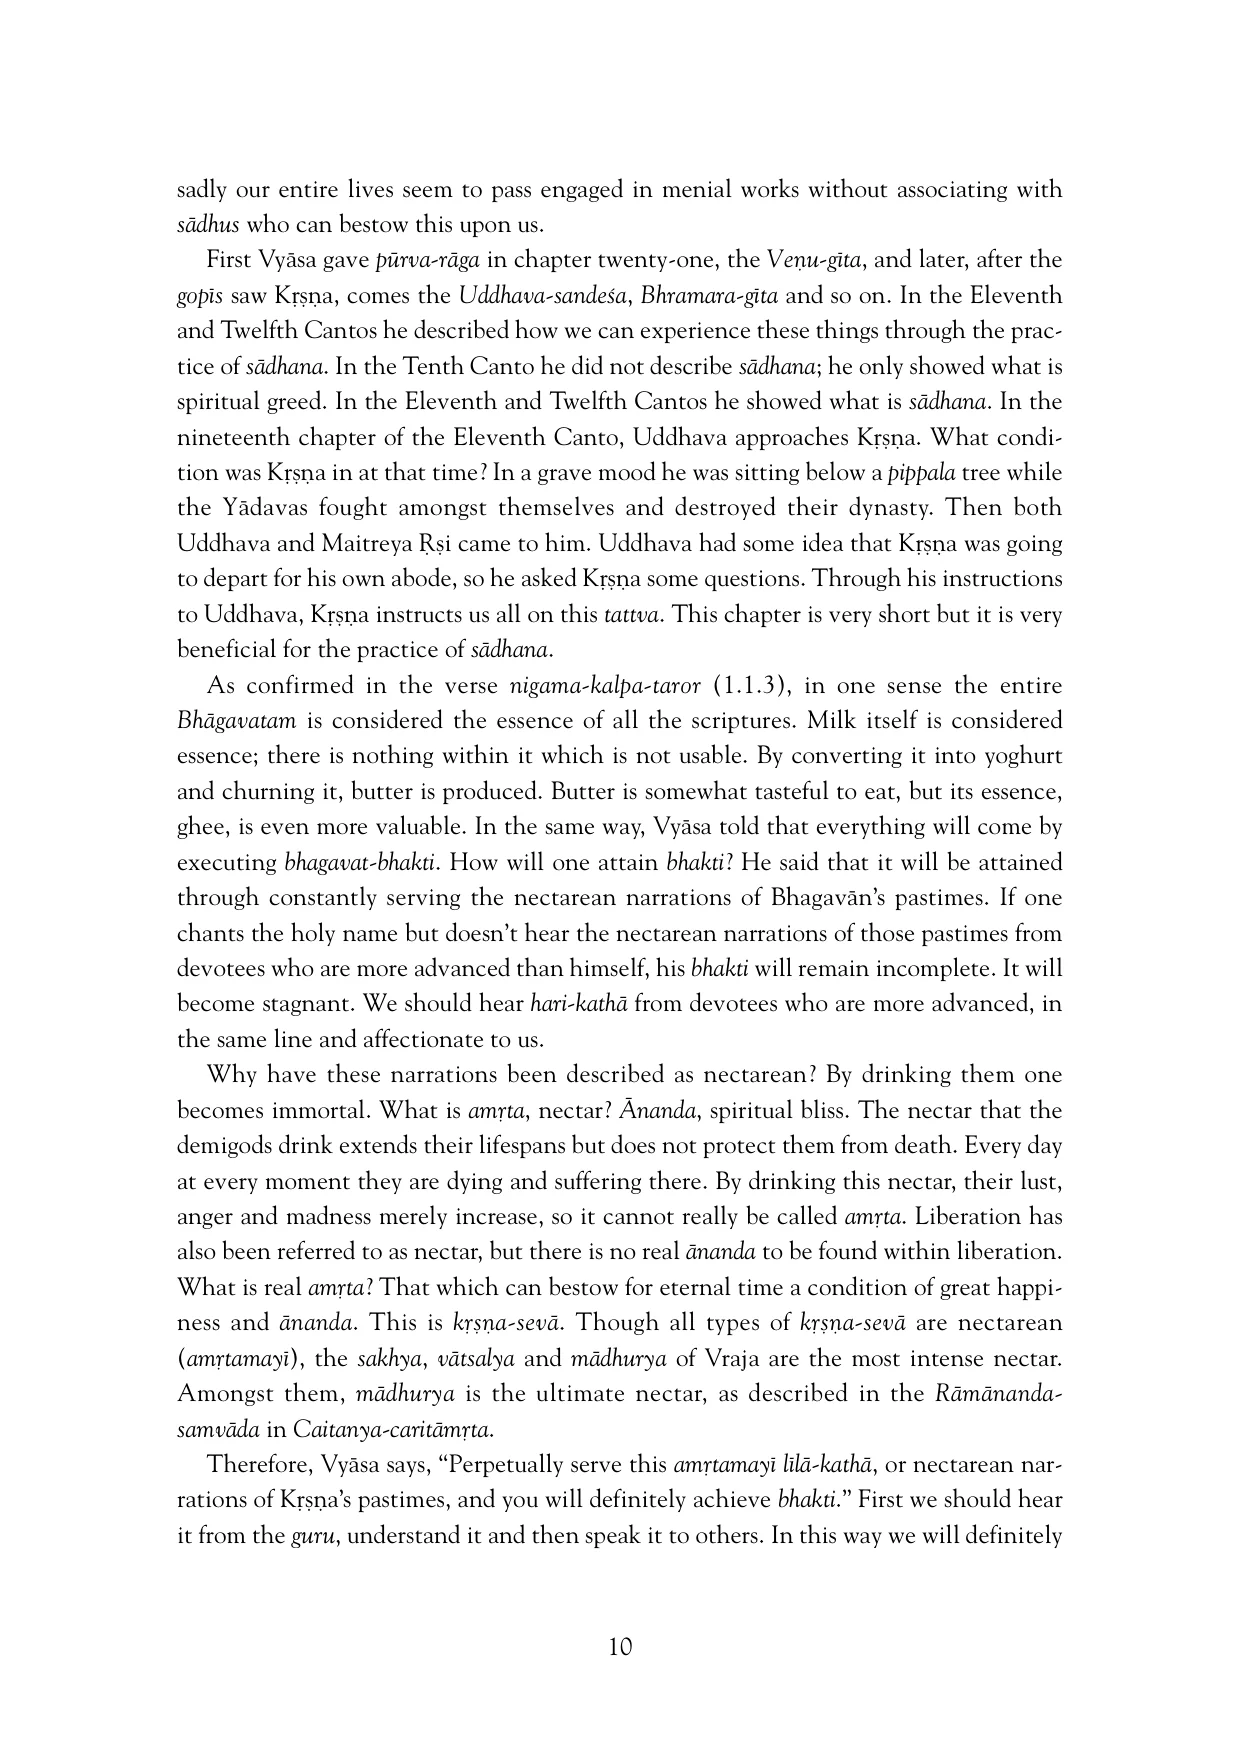 sadly our entire lives seem to pass engaged in menial works without associating with
sādhus who can bestow this upon us.
First Vyāsa gave pūrva-rāga in chapter twenty-one, the Veṇu-gīta, and later, after the
gopīs saw Kṛṣṇa, comes the Uddhava-sandeśa, Bhramara-gīta and so on. In the Eleventh
and Twelfth Cantos he described how we can experience these things through the prac-
tice of sādhana. In the Tenth Canto he did not describe sādhana; he only showed what is
spiritual greed. In the Eleventh and Twelfth Cantos he showed what is sādhana. In the
nineteenth chapter of the Eleventh Canto, Uddhava approaches Kṛṣṇa. What condi-
tion was Kṛṣṇa in at that time? In a grave mood he was sitting below a pippala tree while
the Yādavas fought amongst themselves and destroyed their dynasty. Then both
Uddhava and Maitreya Ṛṣi came to him. Uddhava had some idea that Kṛṣṇa was going
to depart for his own abode, so he asked Kṛṣṇa some questions. Through his instructions
to Uddhava, Kṛṣṇa instructs us all on this tattva. This chapter is very short but it is very
beneficial for the practice of sādhana.
As confirmed in the verse nigama-kalpa-taror (1.1.3), in one sense the entire
Bhāgavatam is considered the essence of all the scriptures. Milk itself is considered
essence; there is nothing within it which is not usable. By converting it into yoghurt
and churning it, butter is produced. Butter is somewhat tasteful to eat, but its essence,
ghee, is even more valuable. In the same way, Vyāsa told that everything will come by
executing bhagavat-bhakti. How will one attain bhakti? He said that it will be attained
through constantly serving the nectarean narrations of Bhagavān’s pastimes. If one
chants the holy name but doesn’t hear the nectarean narrations of those pastimes from
devotees who are more advanced than himself, his bhakti will remain incomplete. It will
become stagnant. We should hear hari-kathā from devotees who are more advanced, in
the same line and affectionate to us.
Why have these narrations been described as nectarean? By drinking them one
becomes immortal. What is amṛta, nectar? Ānanda, spiritual bliss. The nectar that the
demigods drink extends their lifespans but does not protect them from death. Every day
at every moment they are dying and suffering there. By drinking this nectar, their lust,
anger and madness merely increase, so it cannot really be called amṛta. Liberation has
also been referred to as nectar, but there is no real ānanda to be found within liberation.
What is real amṛta? That which can bestow for eternal time a condition of great happi-
ness and ānanda. This is kṛṣṇa-sevā. Though all types of kṛṣṇa-sevā are nectarean
(amṛtamayī), the sakhya, vātsalya and mādhurya of Vraja are the most intense nectar.
Amongst them, mādhurya is the ultimate nectar, as described in the Rāmānanda-
samvāda in Caitanya-caritāmṛta.
Therefore, Vyāsa says, “Perpetually serve this amṛtamayī līlā-kathā, or nectarean nar-
rations of Kṛṣṇa’s pastimes, and you will definitely achieve bhakti.” First we should hear
it from the guru, understand it and then speak it to others. In this way we will definitely
10